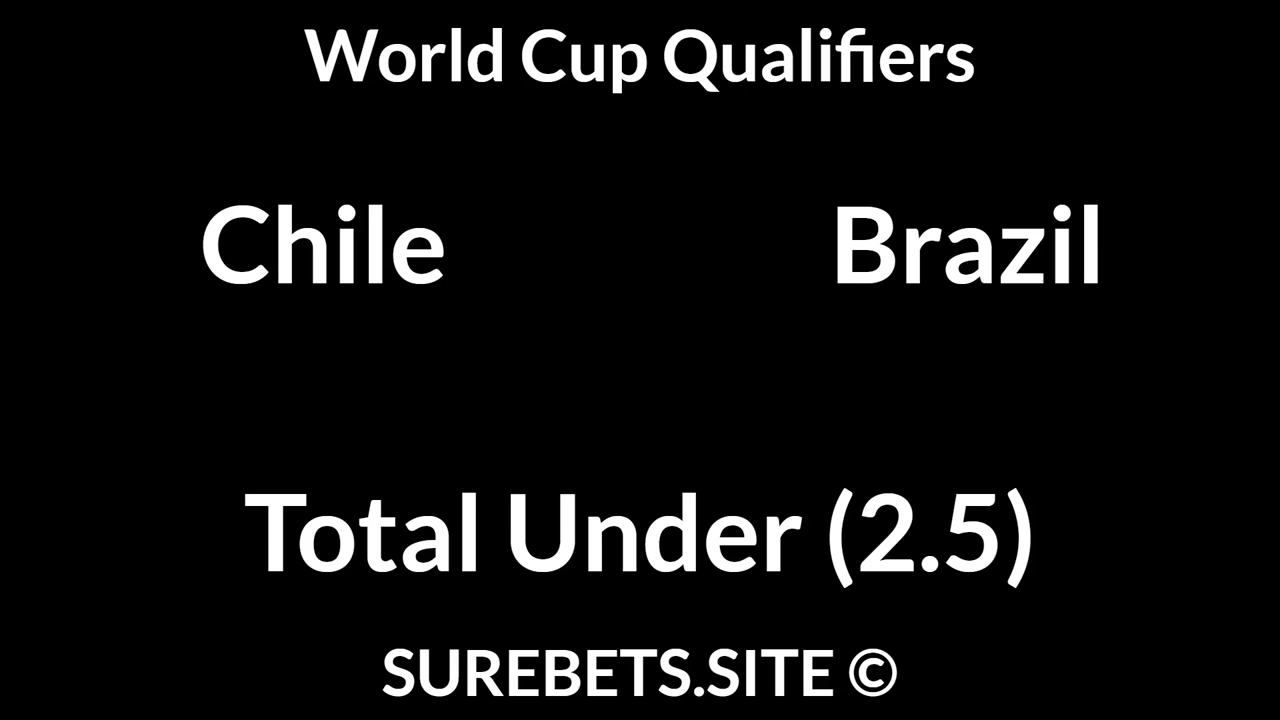 World Cup Qualifiers
Chile Brazil
Total Under (2.5)
SUREBETS.SITE ©